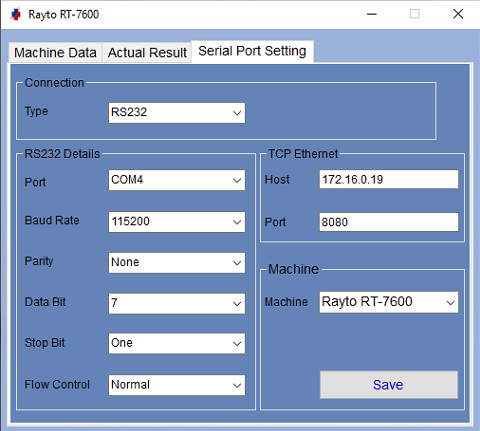 Rayto RT-7600
Machine Data Actual Result Serial Port Setting
Connection
Type RS232
RS232 Details
Port COM4
Baud Rate 115200
Parity None
Data Bit 7
Stop Bit One
Flow Control Normal
TCP Ethernet
Host 172.16.0.19
Port 8080
Machine
Machine Rayto RT-7600
Save